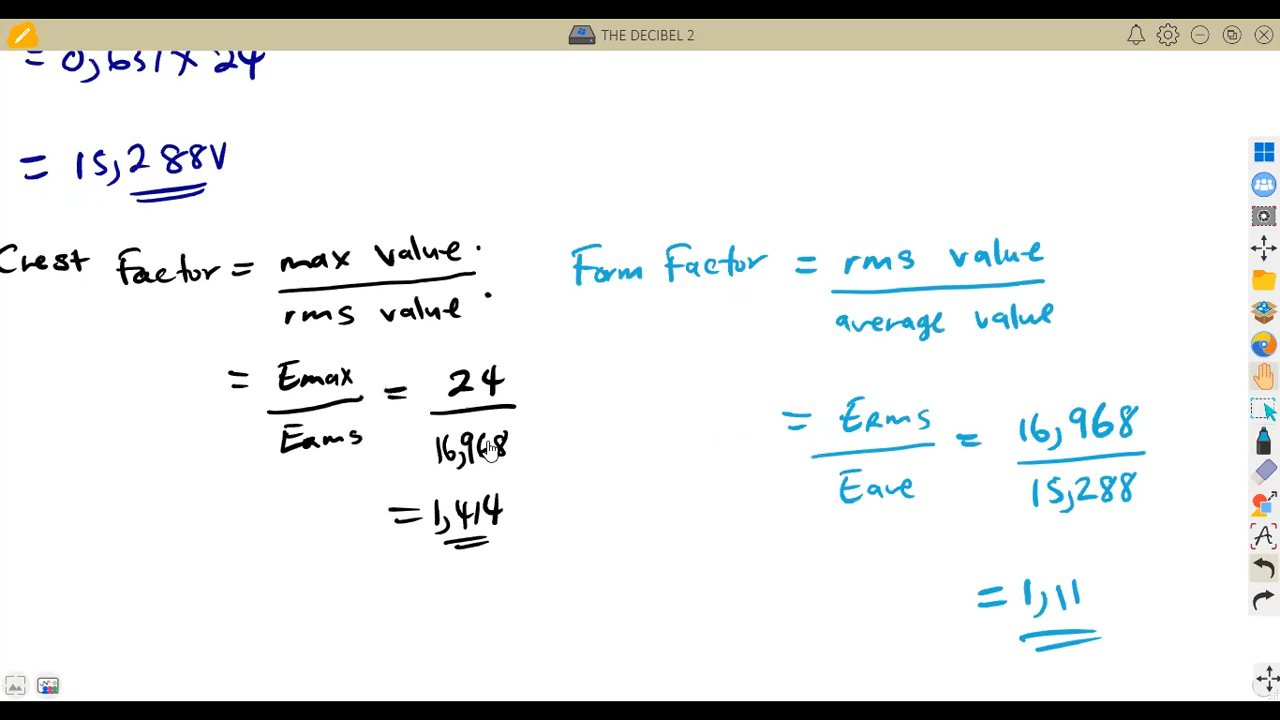 THE DECIBEL 2
= 0,637 x 24
= 15,288V
Crest Factor = max value
rms value
= Emax / Erms = 24 / 16,968
= 1,414
Form Factor = rms value
average value
= ERms / Eave = 16,968 / 15,288
= 1,11